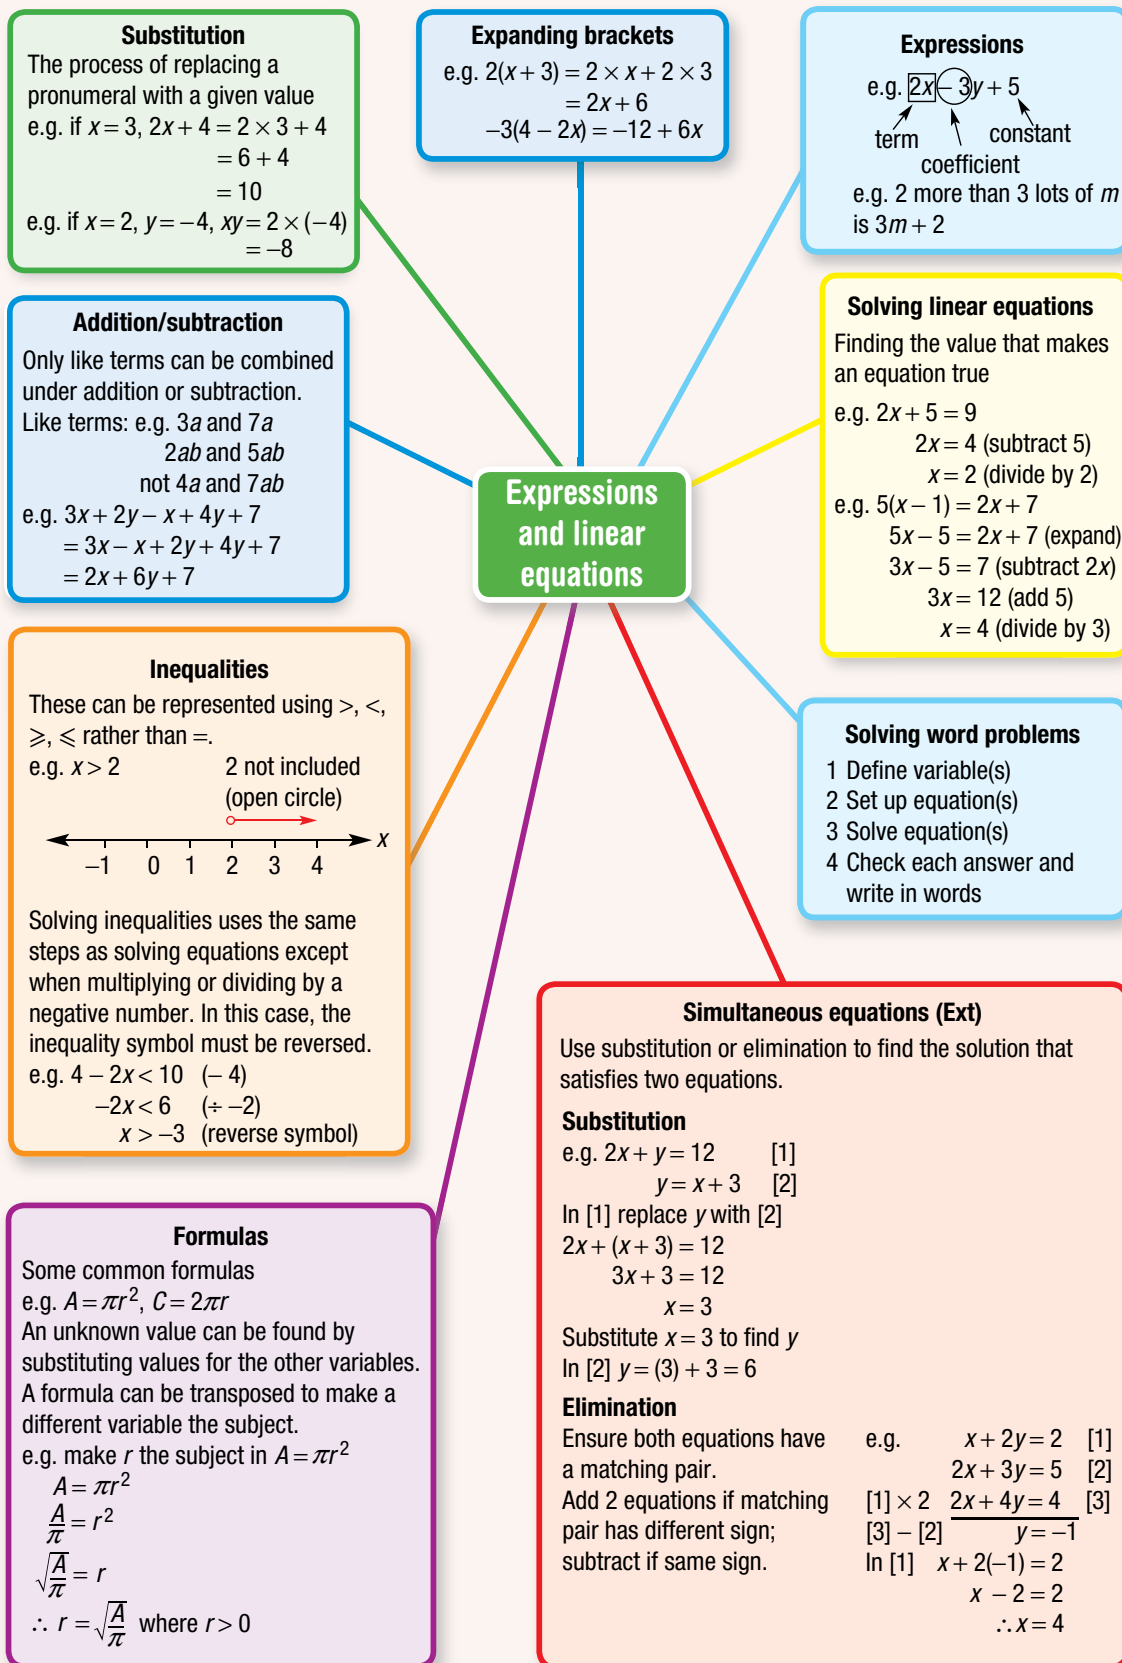 Substitution
The process of replacing a
pronumeral with a given value
e.g. if x = 3, 2x + 4 = 2 × 3 + 4
= 6 + 4
= 10
e.g. if x = 2, y = −4, xy = 2 × (−4)
= −8
Expanding brackets
e.g. 2(x + 3) = 2 × x + 2 × 3
= 2x + 6
−3(4 − 2x) = −12 + 6x
Expressions
e.g. 2x − 3y + 5
term
constant
coefficient
e.g. 2 more than 3 lots of m
is 3m + 2
Addition/subtraction
Only like terms can be combined
under addition or subtraction.
Like terms: e.g. 3a and 7a
2ab and 5ab
not 4a and 7ab
e.g. 3x + 2y − x + 4y + 7
= 3x − x + 2y + 4y + 7
= 2x + 6y + 7
Solving linear equations
Finding the value that makes
an equation true
e.g. 2x + 5 = 9
2x = 4 (subtract 5)
x = 2 (divide by 2)
e.g. 5(x − 1) = 2x + 7
5x − 5 = 2x + 7 (expand)
3x − 5 = 7 (subtract 2x)
3x = 12 (add 5)
x = 4 (divide by 3)
Expressions
and linear
equations
Inequalities
These can be represented using >, <,
⩾, ⩽ rather than =.
e.g. x > 2 2 not included
(open circle)
x
−1 0 1 2 3 4
Solving inequalities uses the same
steps as solving equations except
when multiplying or dividing by a
negative number. In this case, the
inequality symbol must be reversed.
e.g. 4 − 2x < 10 (− 4)
−2x < 6 (÷ −2)
x > −3 (reverse symbol)
Solving word problems
1 Define variable(s)
2 Set up equation(s)
3 Solve equation(s)
4 Check each answer and
write in words
Formulas
Some common formulas
e.g. A = πr², C = 2πr
An unknown value can be found by
substituting values for the other variables.
A formula can be transposed to make a
different variable the subject.
e.g. make r the subject in A = πr²
A = πr²
A/π = r²
√(A/π) = r
∴ r = √(A/π) where r > 0
Simultaneous equations (Ext)
Use substitution or elimination to find the solution that
satisfies two equations.
Substitution
e.g. 2x + y = 12 [1]
y = x + 3 [2]
In [1] replace y with [2]
2x + (x + 3) = 12
3x + 3 = 12
x = 3
Substitute x = 3 to find y
In [2] y = (3) + 3 = 6
Elimination
Ensure both equations have
a matching pair.
Add 2 equations if matching
pair has different sign;
subtract if same sign.
e.g. x + 2y = 2 [1]
2x + 3y = 5 [2]
[1] × 2 2x + 4y = 4 [3]
[3] − [2] y = −1
In [1] x + 2(−1) = 2
x − 2 = 2
∴ x = 4